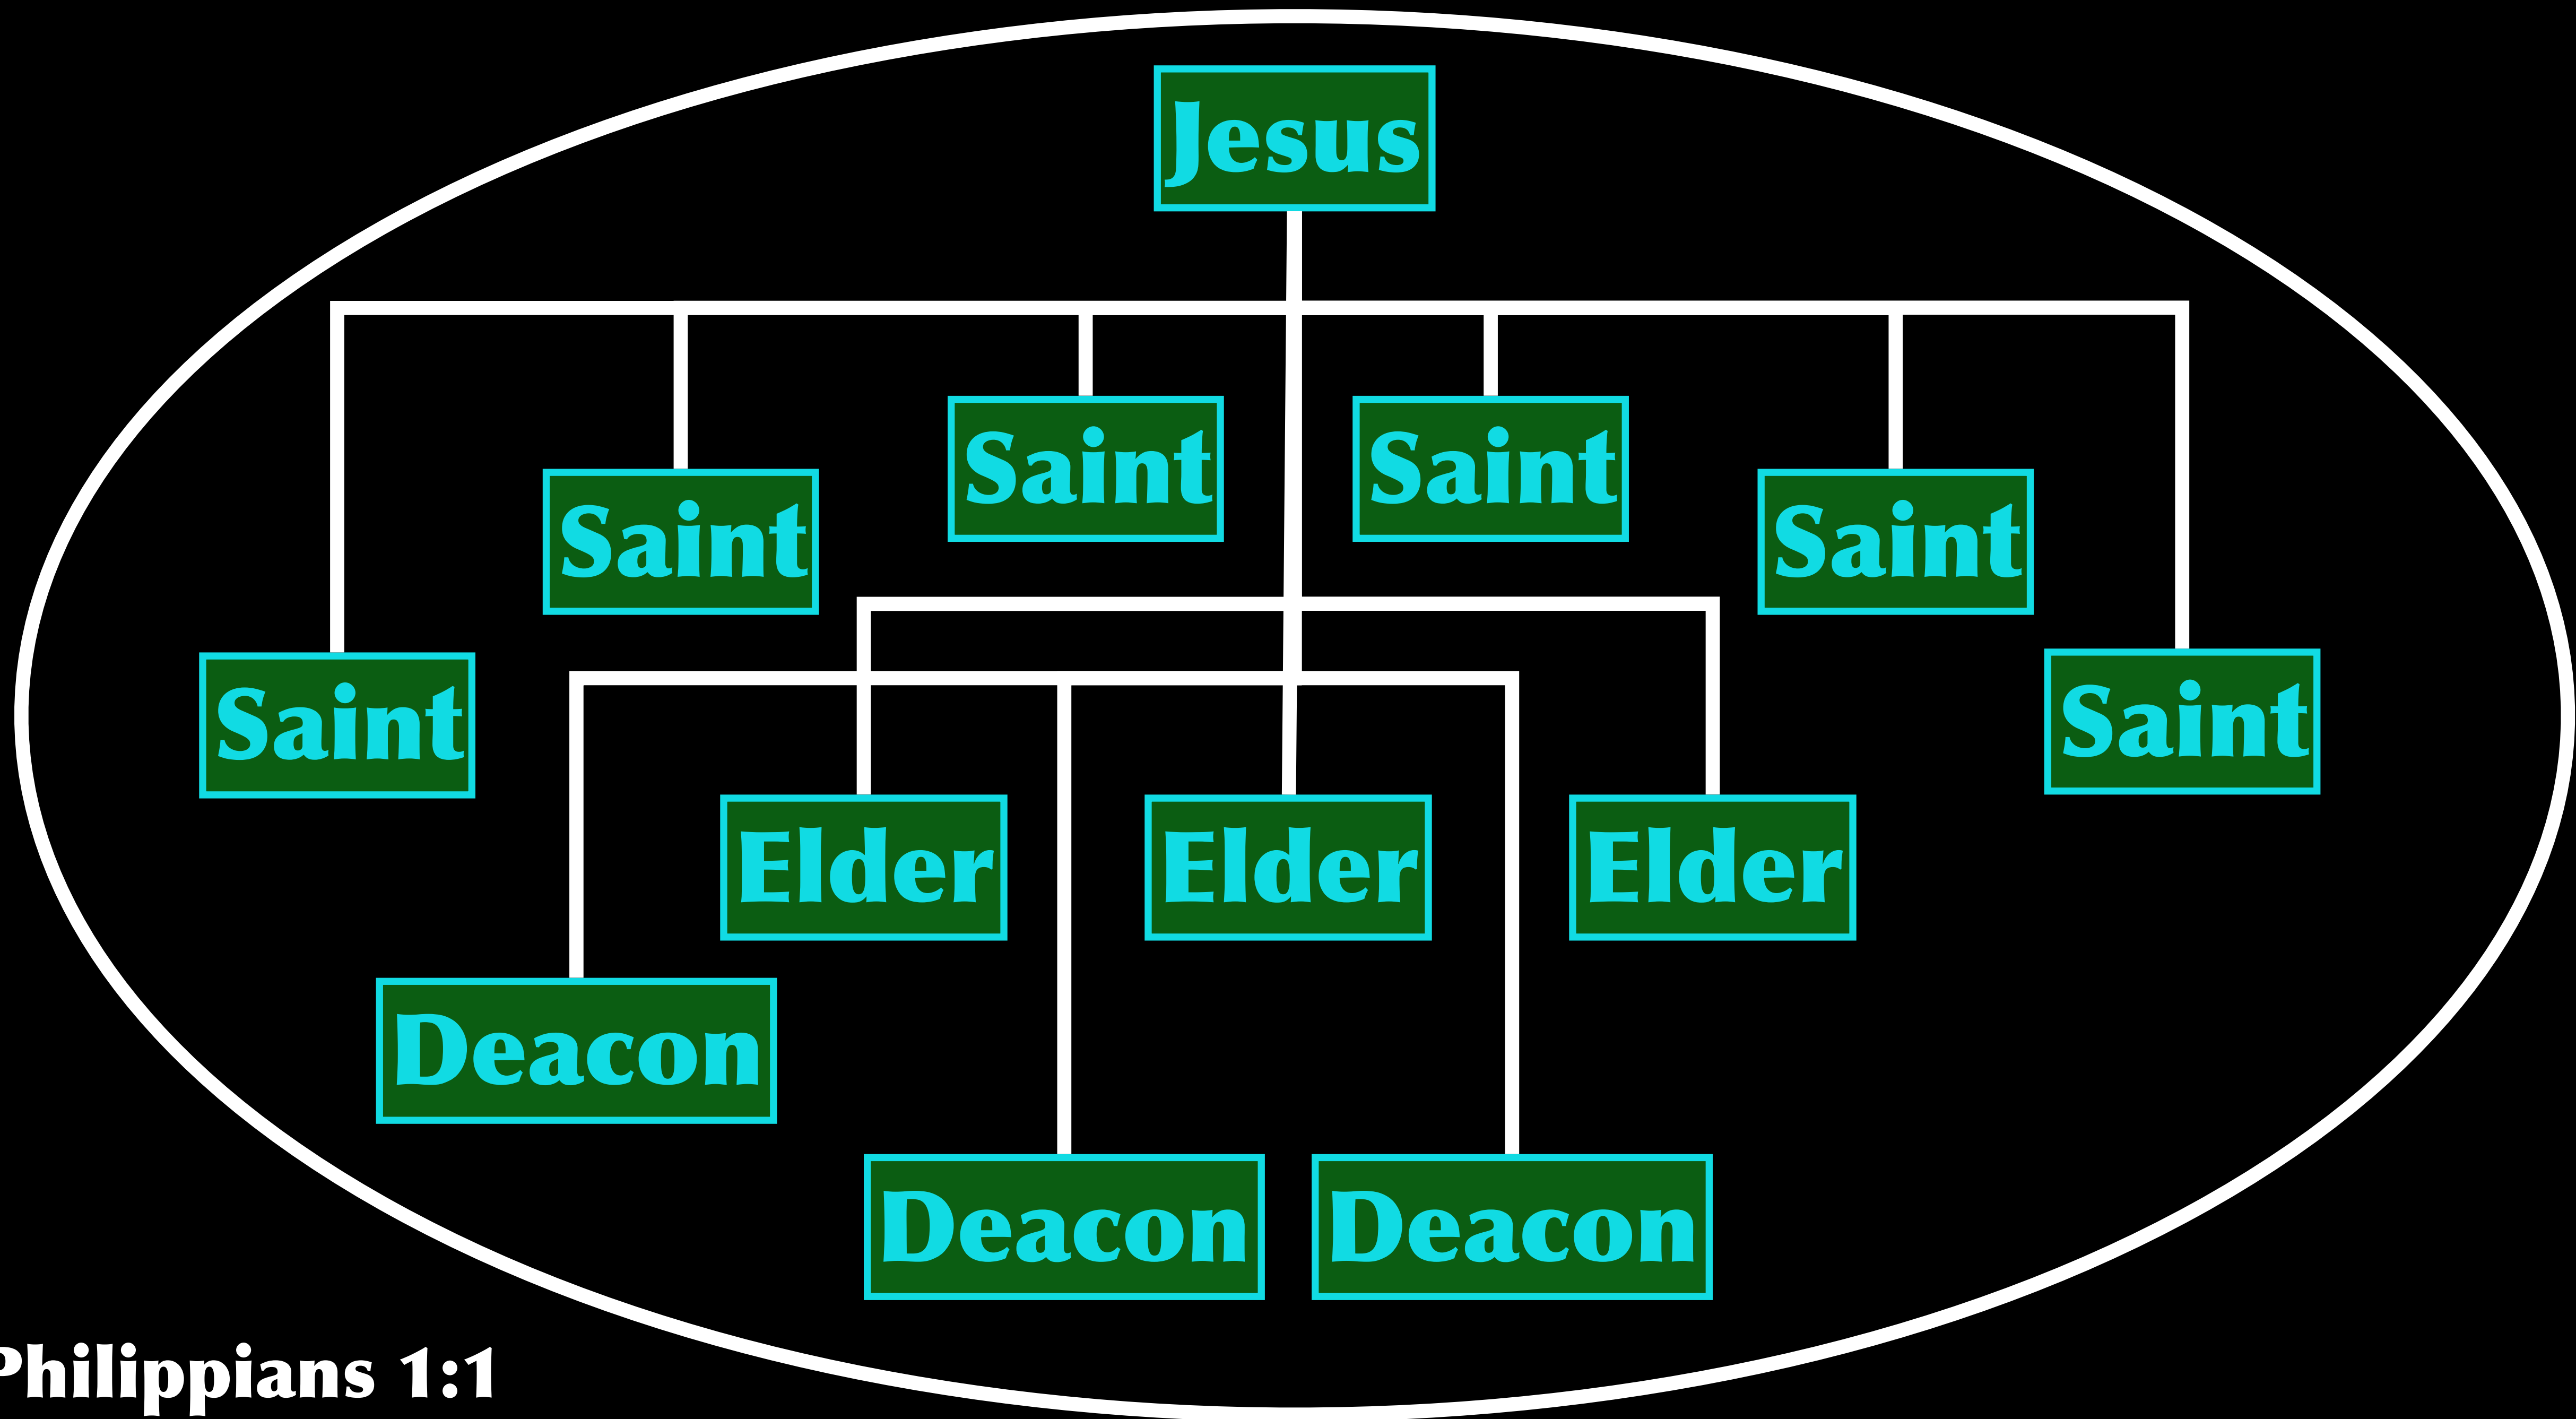 Jesus
Saint
Saint
Saint
Saint
Saint
Saint
Elder
Elder
Elder
Deacon
Deacon
Deacon
Philippians 1:1